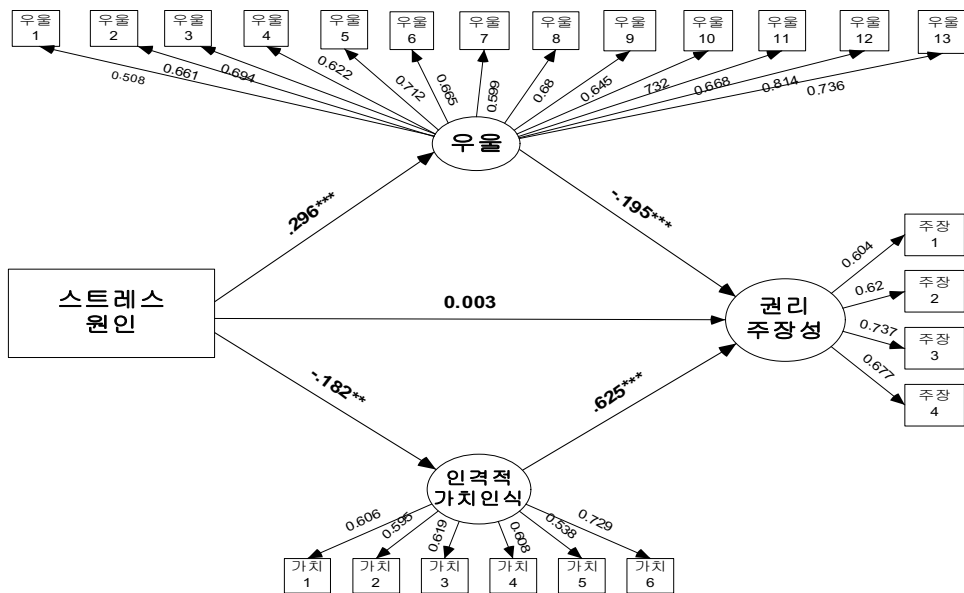 우울
1
우울
2
우울
3
우울
4
우울
5
우울
6
우울
7
우울
8
우울
9
우울
10
우울
11
우울
12
우울
13
0.508
0.661
0.694
0.622
0.712
0.665
0.599
0.68
0.645
732
0.668
0.814
0.736
우울
.296***
-.195***
스트레스
원인
0.003
권리
주장성
0.604
0.62
0.737
0.677
주장
1
주장
2
주장
3
주장
4
-.182**
.625***
인격적
가치인식
0.606
0.595
0.619
0.608
0.538
0.729
가치
1
가치
2
가치
3
가치
4
가치
5
가치
6